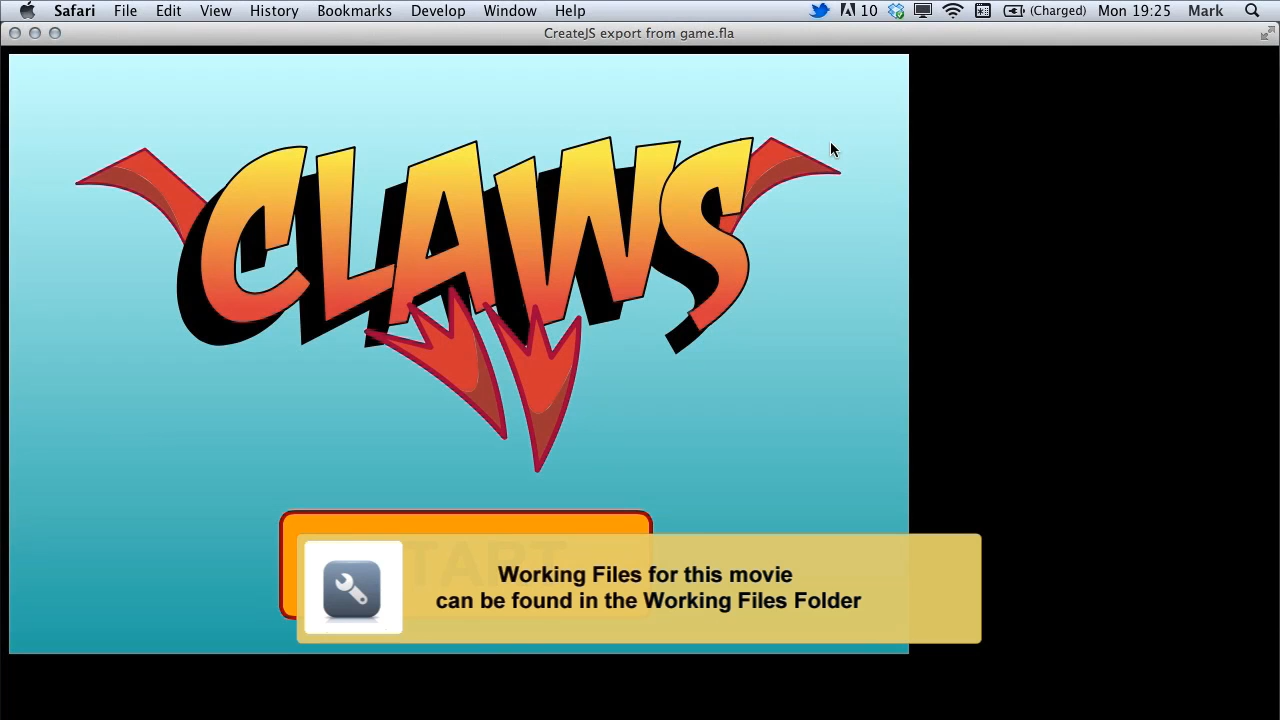 Safari File Edit View History Bookmarks Develop Window Help 10 (Charged) Mon 19:25 Mark
CreateJS export from game.fla
CLAWS
START
Working Files for this movie
can be found in the Working Files Folder